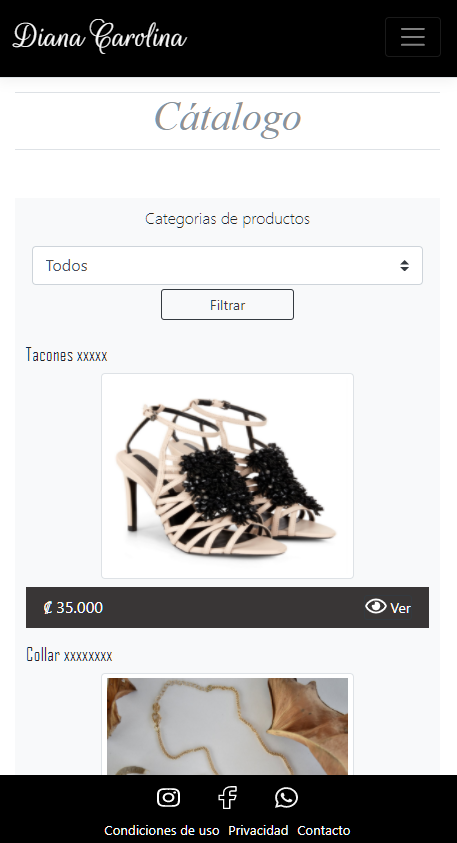 Diana Carolina
Cátalogo
Categorias de productos
Todos
Filtrar
Tacones xxxxx
₡ 35.000
Ver
Collar xxxxxxxx
Condiciones de uso Privacidad Contacto